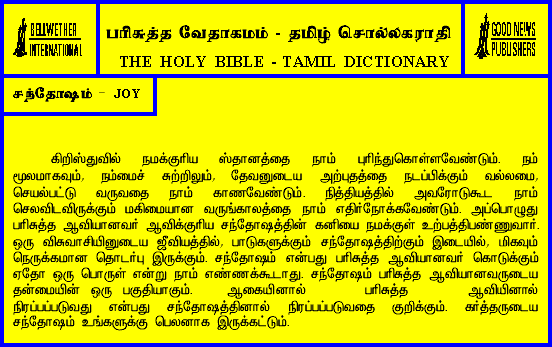 BELLWETHER
INTERNATIONAL
பரிசுத்த வேதாகமம் - தமிழ் சொல்லகராதி
THE HOLY BIBLE - TAMIL DICTIONARY
GOOD NEWS
PUBLISHERS
சந்தோஷம் - JOY
கிறிஸ்துவில் நமக்குரிய ஸ்தானத்தை நாம் புரிந்துகொள்ளவேண்டும். நம்
மூலமாகவும், நம்மைச் சுற்றிலும், தேவனுடைய அற்புதத்தை நடப்பிக்கும் வல்லமை,
செயல்பட்டு வருவதை நாம் காணவேண்டும். நித்தியத்தில் அவரோடுகூட நாம்
செலவிடவிருக்கும் மகிமையான வருங்காலத்தை நாம் எதிர்நோக்கவேண்டும். அப்பொழுது
பரிசுத்த ஆவியானவர் ஆவிக்குரிய சந்தோஷத்தின் கனியை நமக்குள் உற்பத்திபண்ணுவார்.
ஒரு விசுவாசியினுடைய ஜீவியத்தில், பாடுகளுக்கும் சந்தோஷத்திற்கும் இடையில், மிகவும்
நெருக்கமான தொடர்பு இருக்கும். சந்தோஷம் என்பது பரிசுத்த ஆவியானவர் கொடுக்கும்
ஏதோ ஒரு பொருள் என்று நாம் எண்ணக்கூடாது. சந்தோஷம் பரிசுத்த ஆவியானவருடைய
தன்மையின் ஒரு பகுதியாகும். ஆகையினால் பரிசுத்த ஆவியினால்
நிரப்பப்படுவது என்பது சந்தோஷத்தினால் நிரப்பப்படுவதை குறிக்கும். கர்த்தருடைய
சந்தோஷம் உங்களுக்கு பெலனாக இருக்கட்டும்.